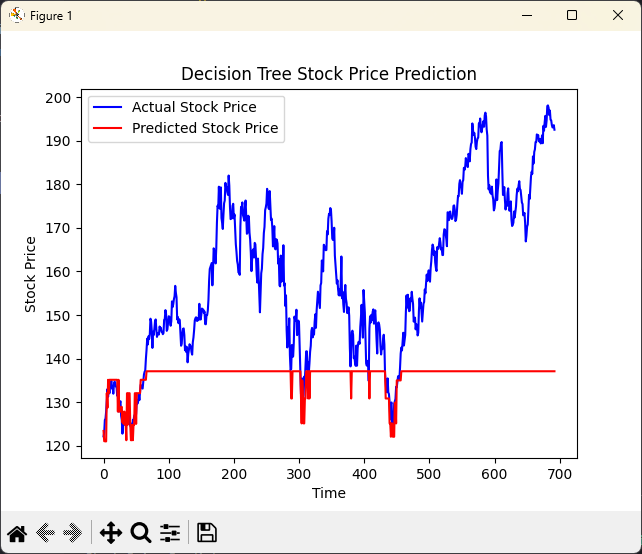 Figure 1
Decision Tree Stock Price Prediction
Actual Stock Price
Predicted Stock Price
200
190
180
170
160
150
140
130
120
Stock Price
0 100 200 300 400 500 600 700
Time